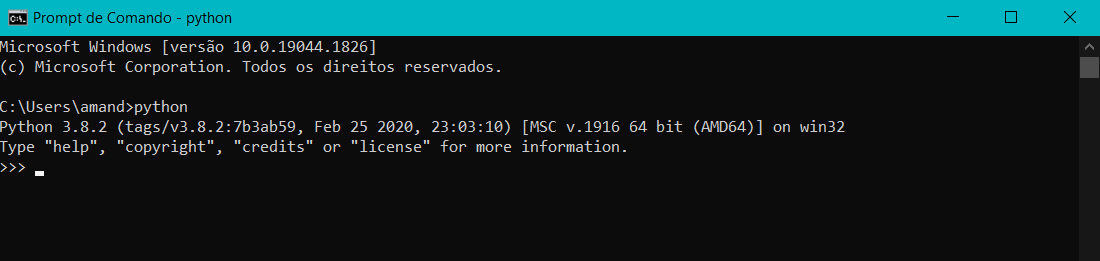 Prompt de Comando - python
Microsoft Windows [versão 10.0.19044.1826]
(c) Microsoft Corporation. Todos os direitos reservados.
C:\Users\amand>python
Python 3.8.2 (tags/v3.8.2:7b3ab59, Feb 25 2020, 23:03:10) [MSC v.1916 64 bit (AMD64)] on win32
Type "help", "copyright", "credits" or "license" for more information.
>>>